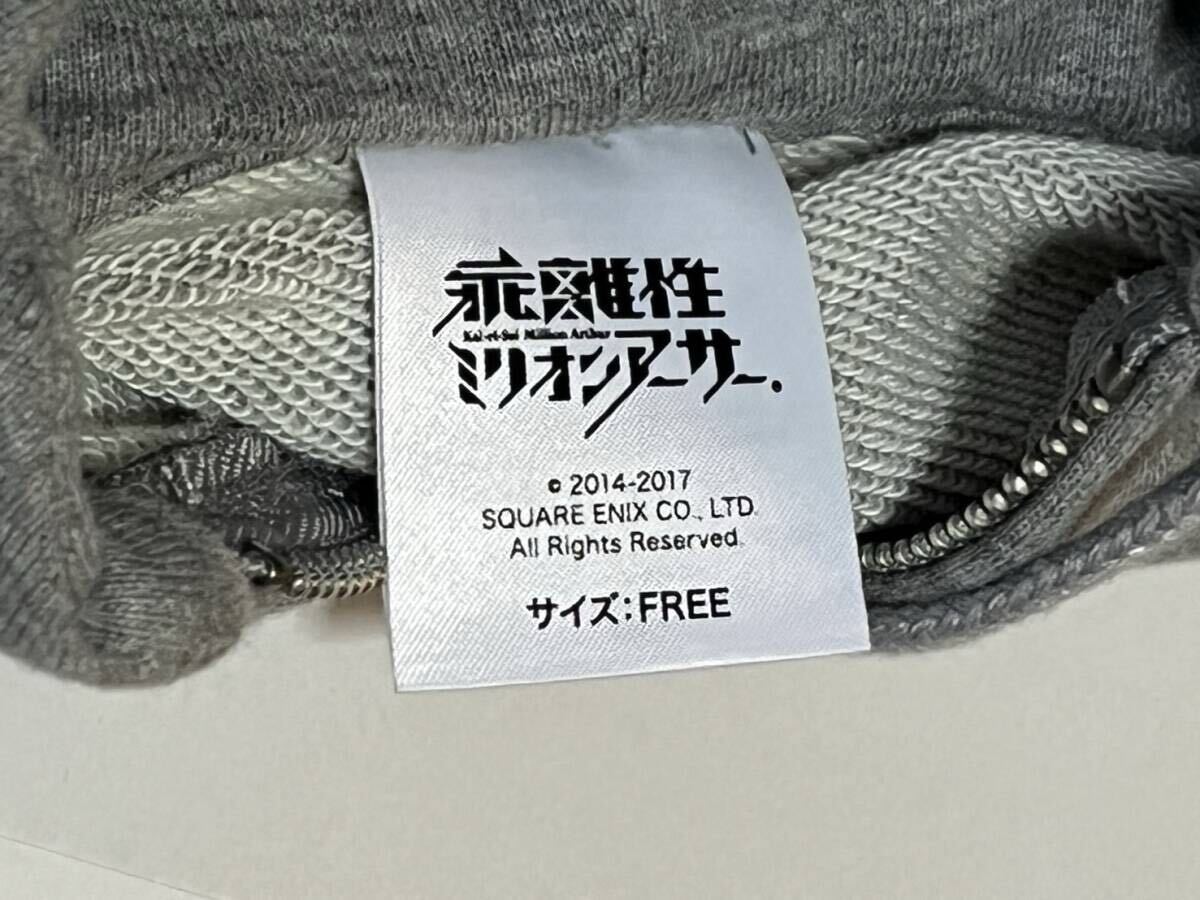 乖離性
Kai-ri-Sei Million Arthur
ミリオンアーサー.
© 2014-2017
SQUARE ENIX CO., LTD.
All Rights Reserved.
サイズ:FREE